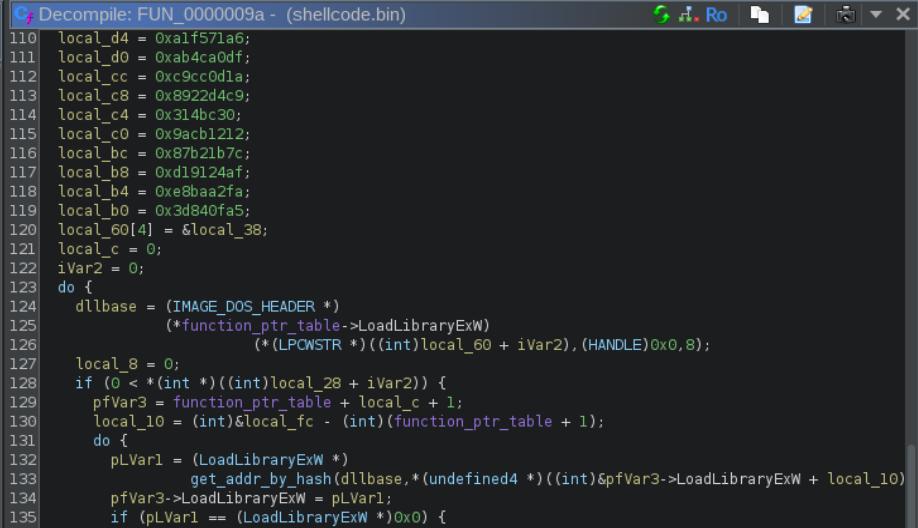 Decompile: FUN_0000009a - (shellcode.bin)
Ro
110 local_d4 = 0xa1f571a6;
111 local_d0 = 0xab4ca0df;
112 local_cc = 0xc9cc0d1a;
113 local_c8 = 0x8922d4c9;
114 local_c4 = 0x314bc30;
115 local_c0 = 0x9acb1212;
116 local_bc = 0x87b21b7c;
117 local_b8 = 0xd19124af;
118 local_b4 = 0xe8baa2fa;
119 local_b0 = 0x3d840fa5;
120 local_60[4] = &local_38;
121 local_c = 0;
122 iVar2 = 0;
123 do {
124 dllbase = (IMAGE_DOS_HEADER *)
125 (*function_ptr_table->LoadLibraryExW)
126 (*(LPCWSTR *)((int)local_60 + iVar2),(HANDLE)0x0,8);
127 local_8 = 0;
128 if (0 < *(int *)((int)local_28 + iVar2)) {
129 pfVar3 = function_ptr_table + local_c + 1;
130 local_10 = (int)&local_fc - (int)(function_ptr_table + 1);
131 do {
132 pLVar1 = (LoadLibraryExW *)
133 get_addr_by_hash(dllbase,*(undefined4 *)((int)&pfVar3->LoadLibraryExW + local_10)
134 pfVar3->LoadLibraryExW = pLVar1;
135 if (pLVar1 == (LoadLibraryExW *)0x0) {